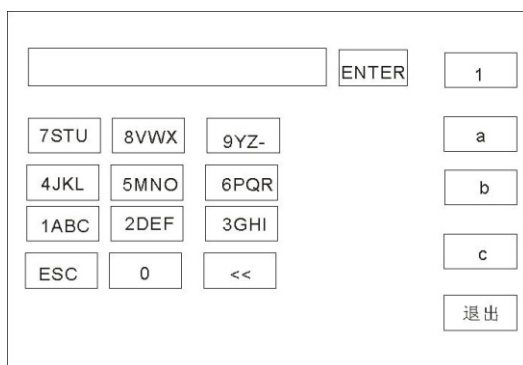 ENTER
1
7STU 8VWX 9YZ-
a
4JKL 5MNO 6PQR
b
1ABC 2DEF 3GHI
c
ESC 0 <<
退出